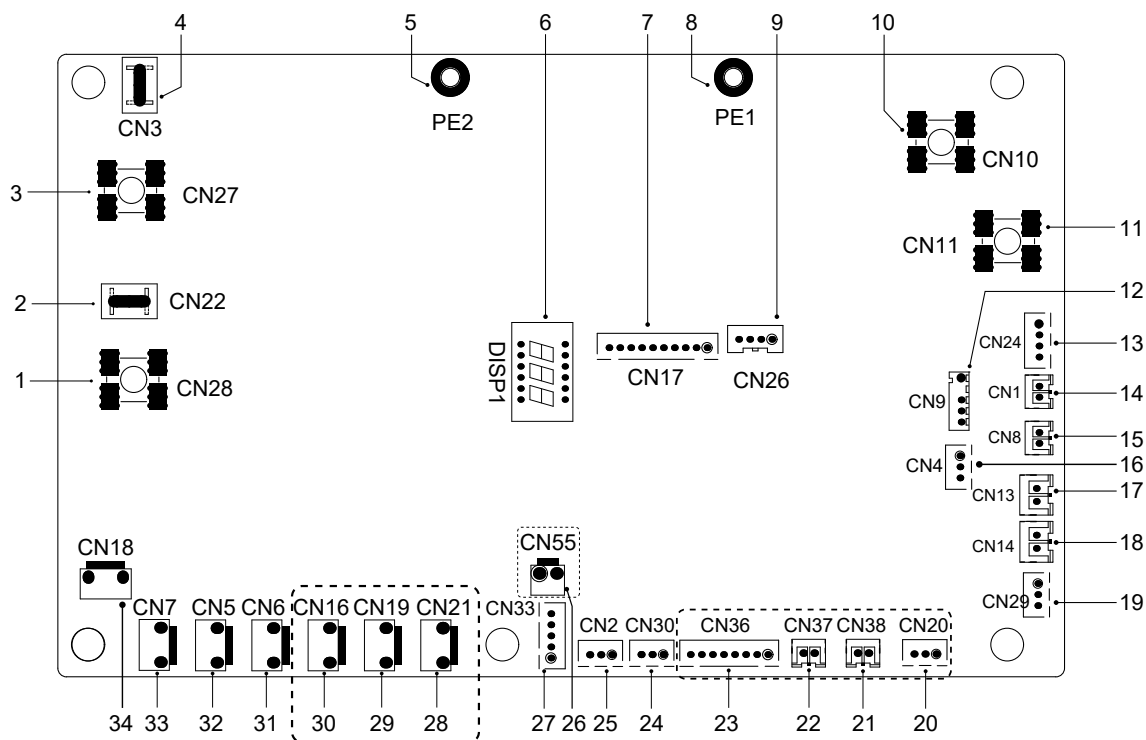 4 5 6 7 8 9 10
CN3 PE2 PE1
CN10
3 CN27
CN11 11
2 CN22
12
CN24 13
DISP1
CN17 CN26
1 CN28
CN9 CN1 14
CN8 15
CN4 16
CN13 17
CN14 18
CN18 CN55
CN29 19
CN7 CN5 CN6 CN16 CN19 CN21 CN33 CN2 CN30 CN36 CN37 CN38 CN20
34 33 32 31 30 29 28 27 26 25 24 23 22 21 20